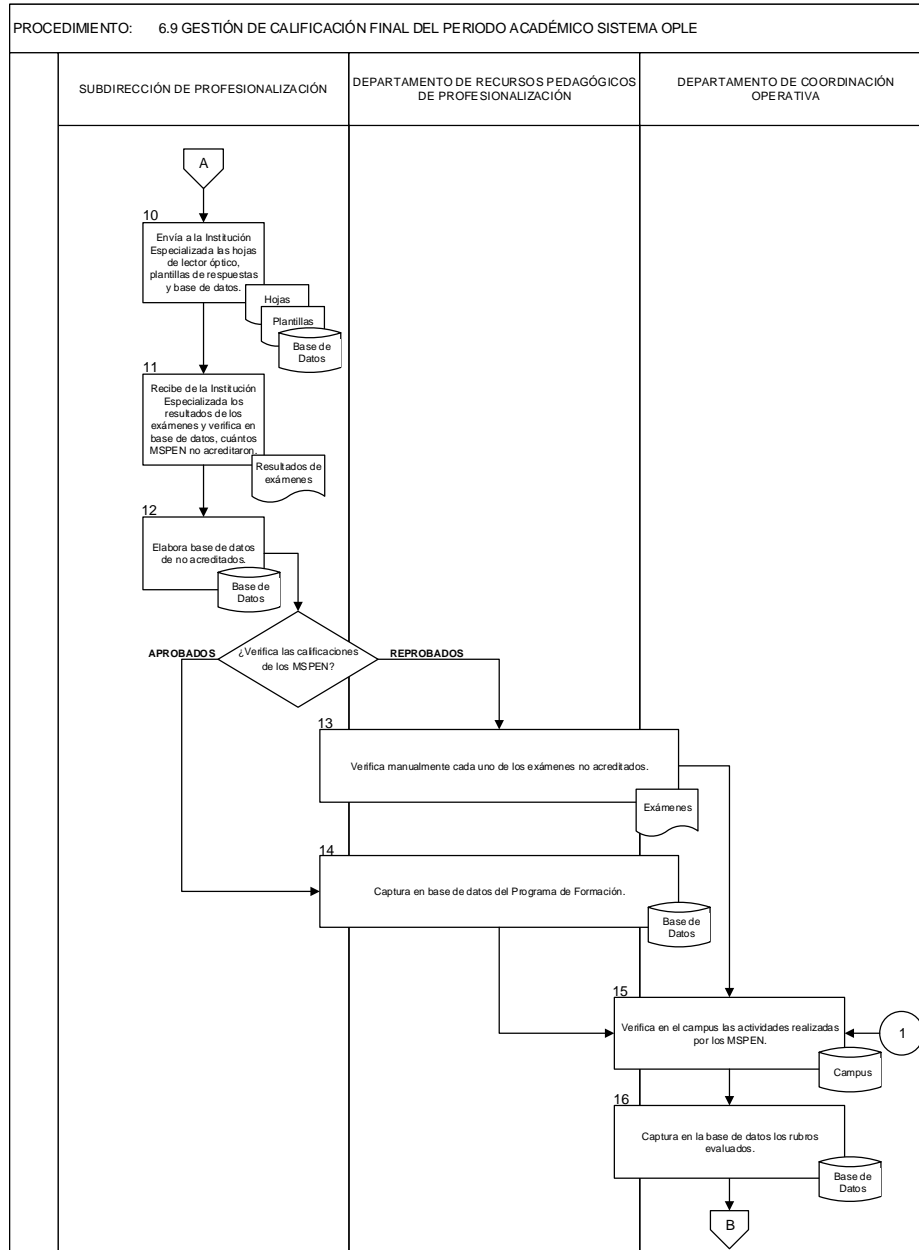 PROCEDIMIENTO: 6.9 GESTIÓN DE CALIFICACIÓN FINAL DEL PERIODO ACADÉMICO SISTEMA OPLE
SUBDIRECCIÓN DE PROFESIONALIZACIÓN
DEPARTAMENTO DE RECURSOS PEDAGÓGICOS
DE PROFESIONALIZACIÓN
DEPARTAMENTO DE COORDINACIÓN
OPERATIVA
A
10
Envía a la Institución
Especializada las hojas
de lector óptico,
plantillas de respuestas
y base de datos.
Hojas
Plantillas
Base de
Datos
11
Recibe de la Institución
Especializada los
resultados de los
exámenes y verifica en
base de datos, cuántos
MSPEN no acreditaron.
Resultados de
exámenes
12
Elabora base de datos
de no acreditados.
Base de
Datos
¿Verifica las calificaciones
de los MSPEN?
APROBADOS
REPROBADOS
13
Verifica manualmente cada uno de los exámenes no acreditados.
Exámenes
14
Captura en base de datos del Programa de Formación.
Base de
Datos
15
Verifica en el campus las actividades realizadas
por los MSPEN.
1
Campus
16
Captura en la base de datos los rubros
evaluados.
Base de
Datos
B